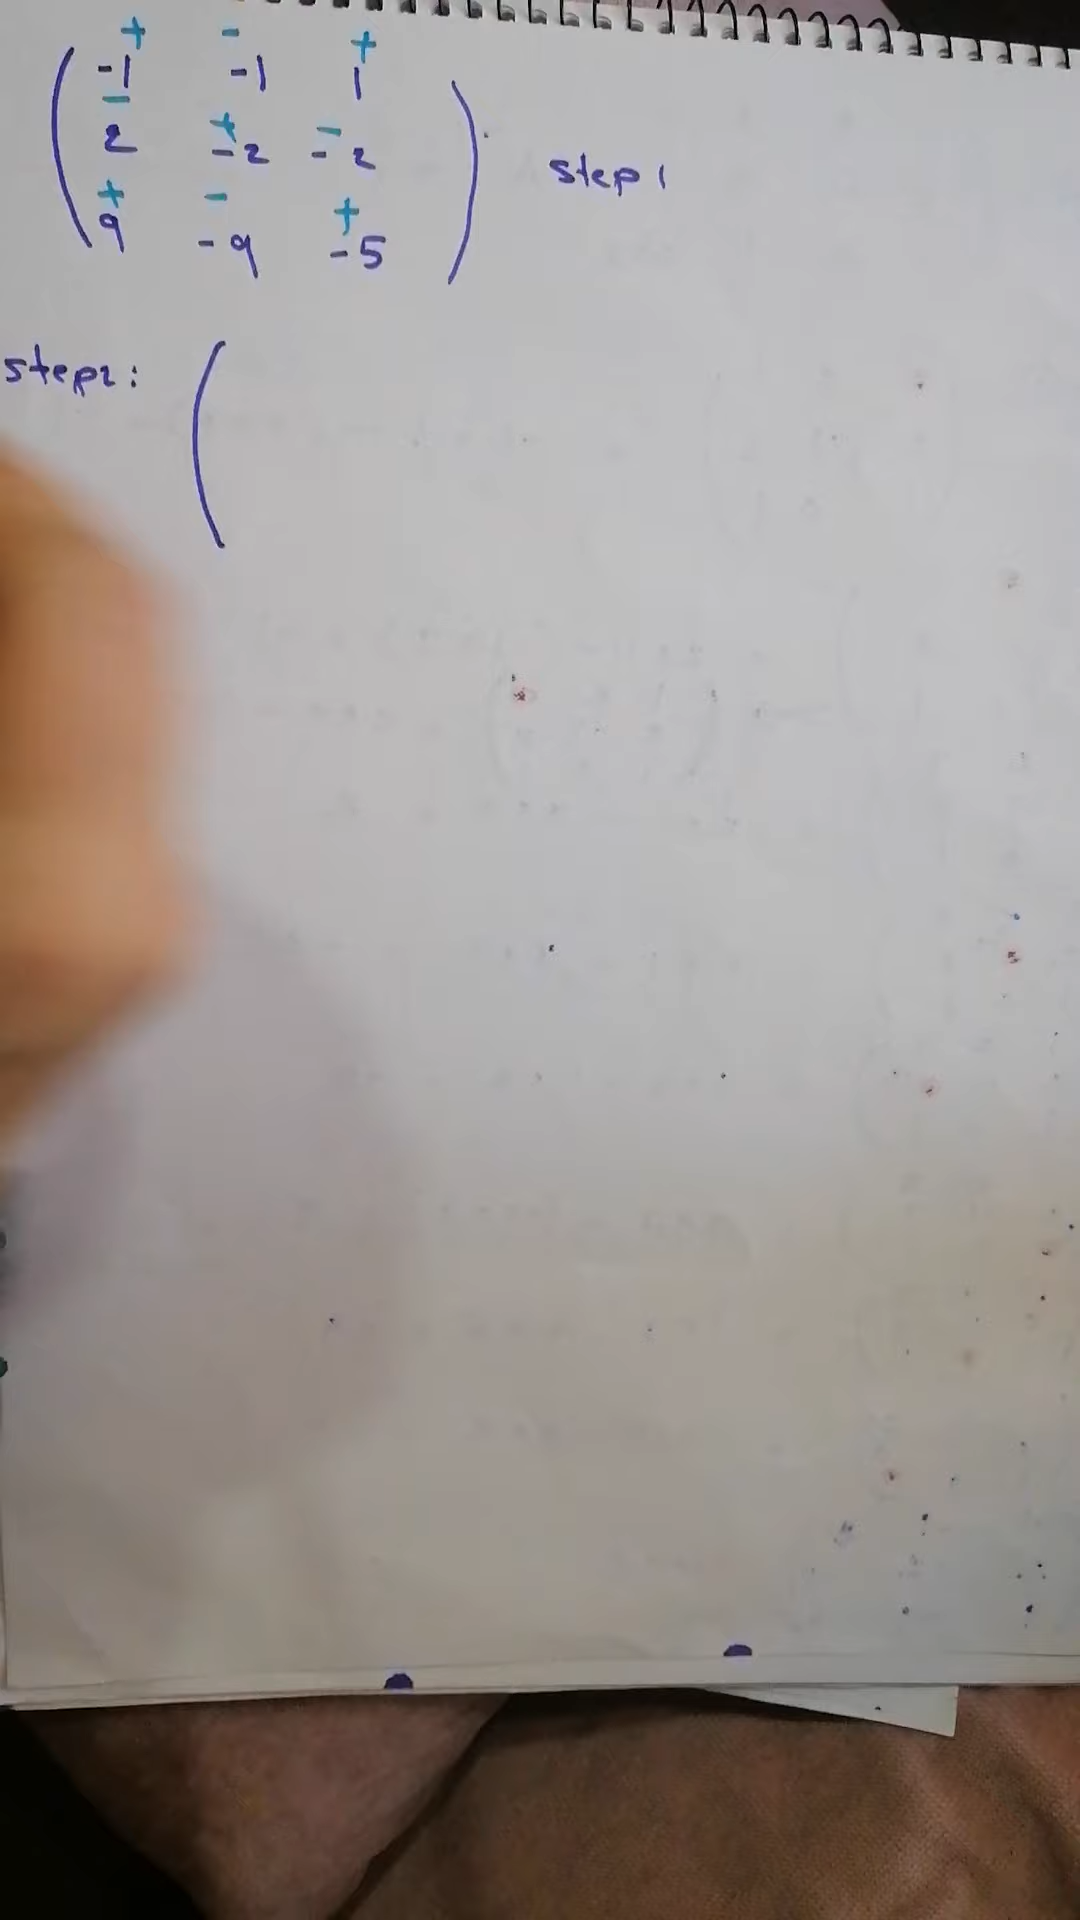 + - +
-1 -1 1
- + -
2 -2 -2
+ - +
9 -9 -5
step 1
step2: (